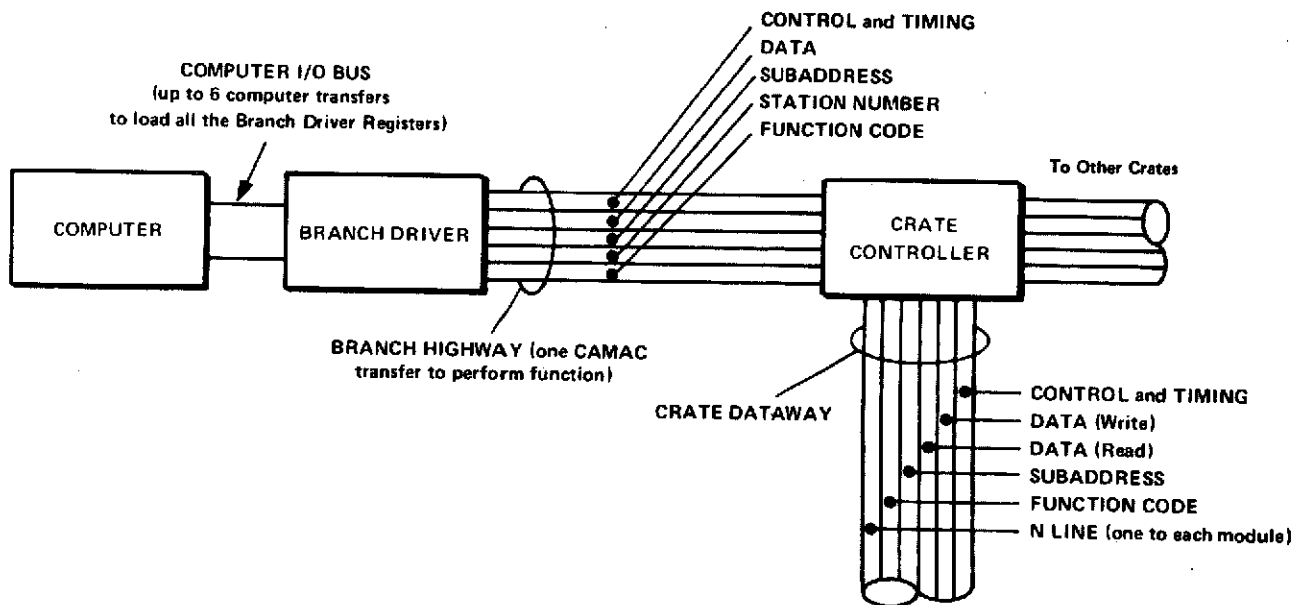 CONTROL and TIMING
DATA
SUBADDRESS
STATION NUMBER
FUNCTION CODE
COMPUTER I/O BUS
(up to 6 computer transfers
to load all the Branch Driver Registers)
To Other Crates
COMPUTER
BRANCH DRIVER
CRATE
CONTROLLER
BRANCH HIGHWAY (one CAMAC
transfer to perform function)
CRATE DATAWAY
CONTROL and TIMING
DATA (Write)
DATA (Read)
SUBADDRESS
FUNCTION CODE
N LINE (one to each module)